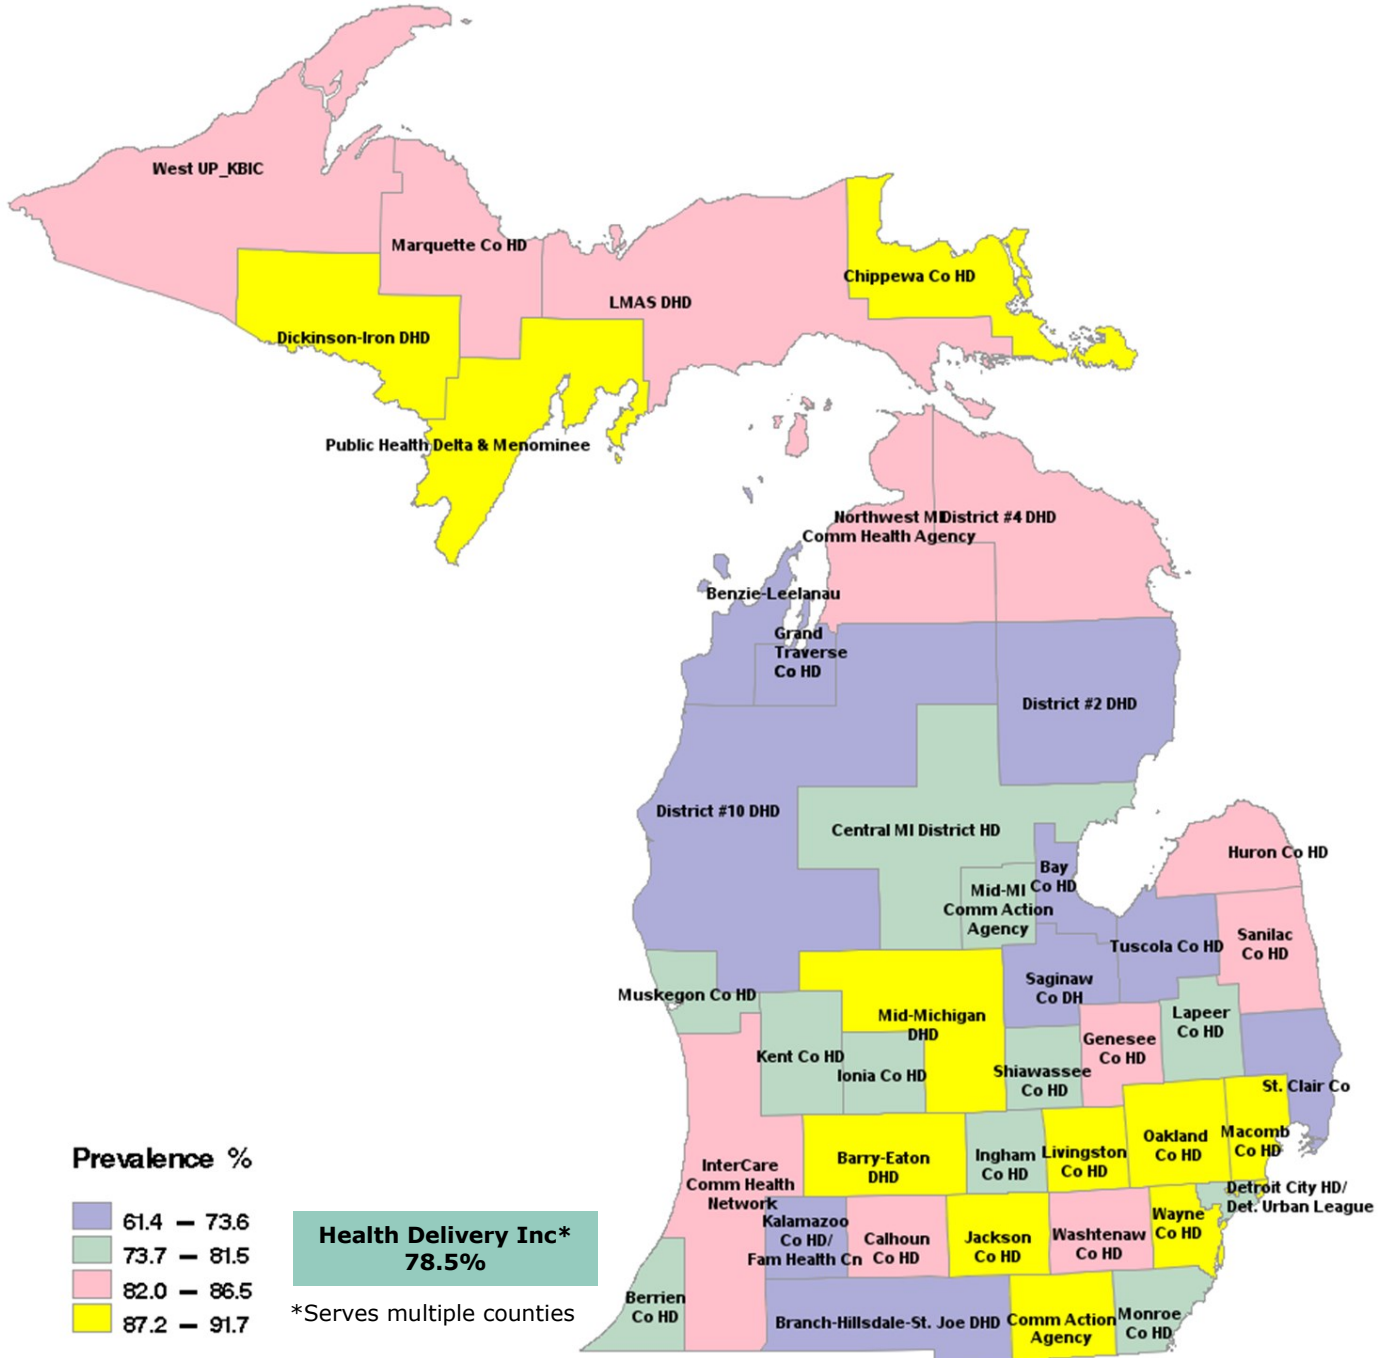 West UP_KBIC
Marquette Co HD
Chippewa Co HD
LMAS DHD
Dickinson-Iron DHD
Public Health Delta & Menominee
Northwest MI
Comm Health Agency
District #4 DHD
Benzie-Leelanau
Grand
Traverse
Co HD
District #2 DHD
District #10 DHD
Central MI District HD
Huron Co HD
Bay
Co HD
Mid-MI
Comm Action
Agency
Tuscola Co HD
Sanilac
Co HD
Saginaw
Co DH
Muskegon Co HD
Mid-Michigan
DHD
Lapeer
Co HD
Genesee
Co HD
Kent Co HD
Ionia Co HD
Shiawassee
Co HD
St. Clair Co
Oakland
Co HD
Macomb
Co HD
InterCare
Comm Health
Network
Barry-Eaton
DHD
Ingham
Co HD
Livingston
Co HD
Detroit City HD/
Det. Urban League
Kalamazoo
Co HD/
Fam Health Cn
Calhoun
Co HD
Jackson
Co HD
Washtenaw
Co HD
Wayne
Co HD
Berrien
Co HD
Branch-Hillsdale-St. Joe DHD
Comm Action
Agency
Monroe
Co HD
Prevalence %
61.4 – 73.6
73.7 – 81.5
82.0 – 86.5
87.2 – 91.7
Health Delivery Inc*
78.5%
*Serves multiple counties